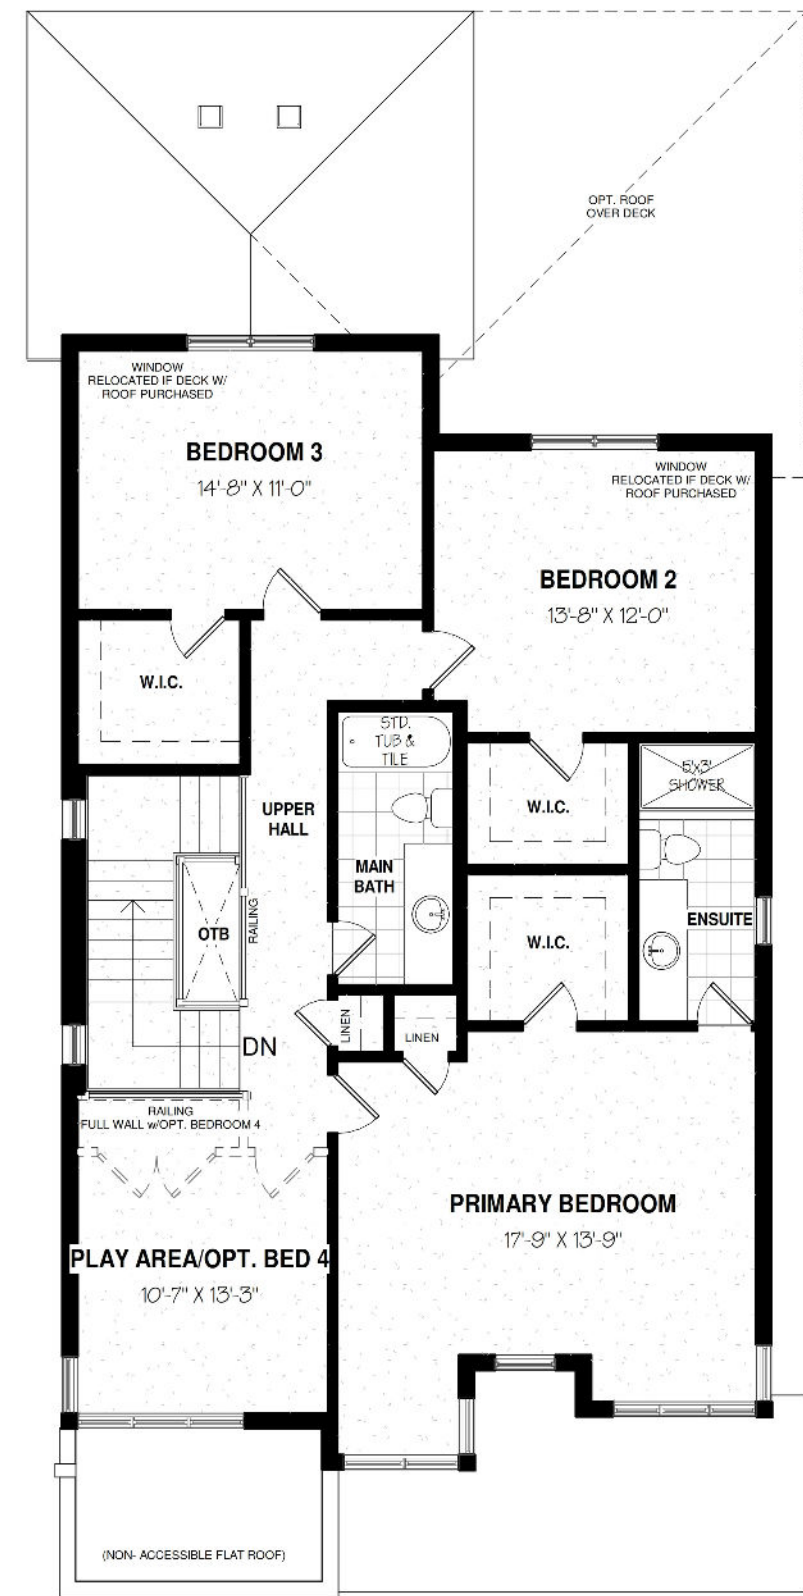 OPT. ROOF
OVER DECK
WINDOW
RELOCATED IF DECK W/
ROOF PURCHASED
BEDROOM 3
14'-8" X 11'-0"
WINDOW
RELOCATED IF DECK W/
ROOF PURCHASED
BEDROOM 2
13'-8" X 12'-0"
W.I.C.
STD.
TUB &
TILE
5'x3'
SHOWER
UPPER
HALL
W.I.C.
MAIN
BATH
ENSUITE
RAILING
OTB
W.I.C.
LINEN
LINEN
DN
RAILING
FULL WALL w/OPT. BEDROOM 4
PRIMARY BEDROOM
17'-9" X 13'-9"
PLAY AREA/OPT. BED 4
10'-7" X 13'-3"
(NON- ACCESSIBLE FLAT ROOF)